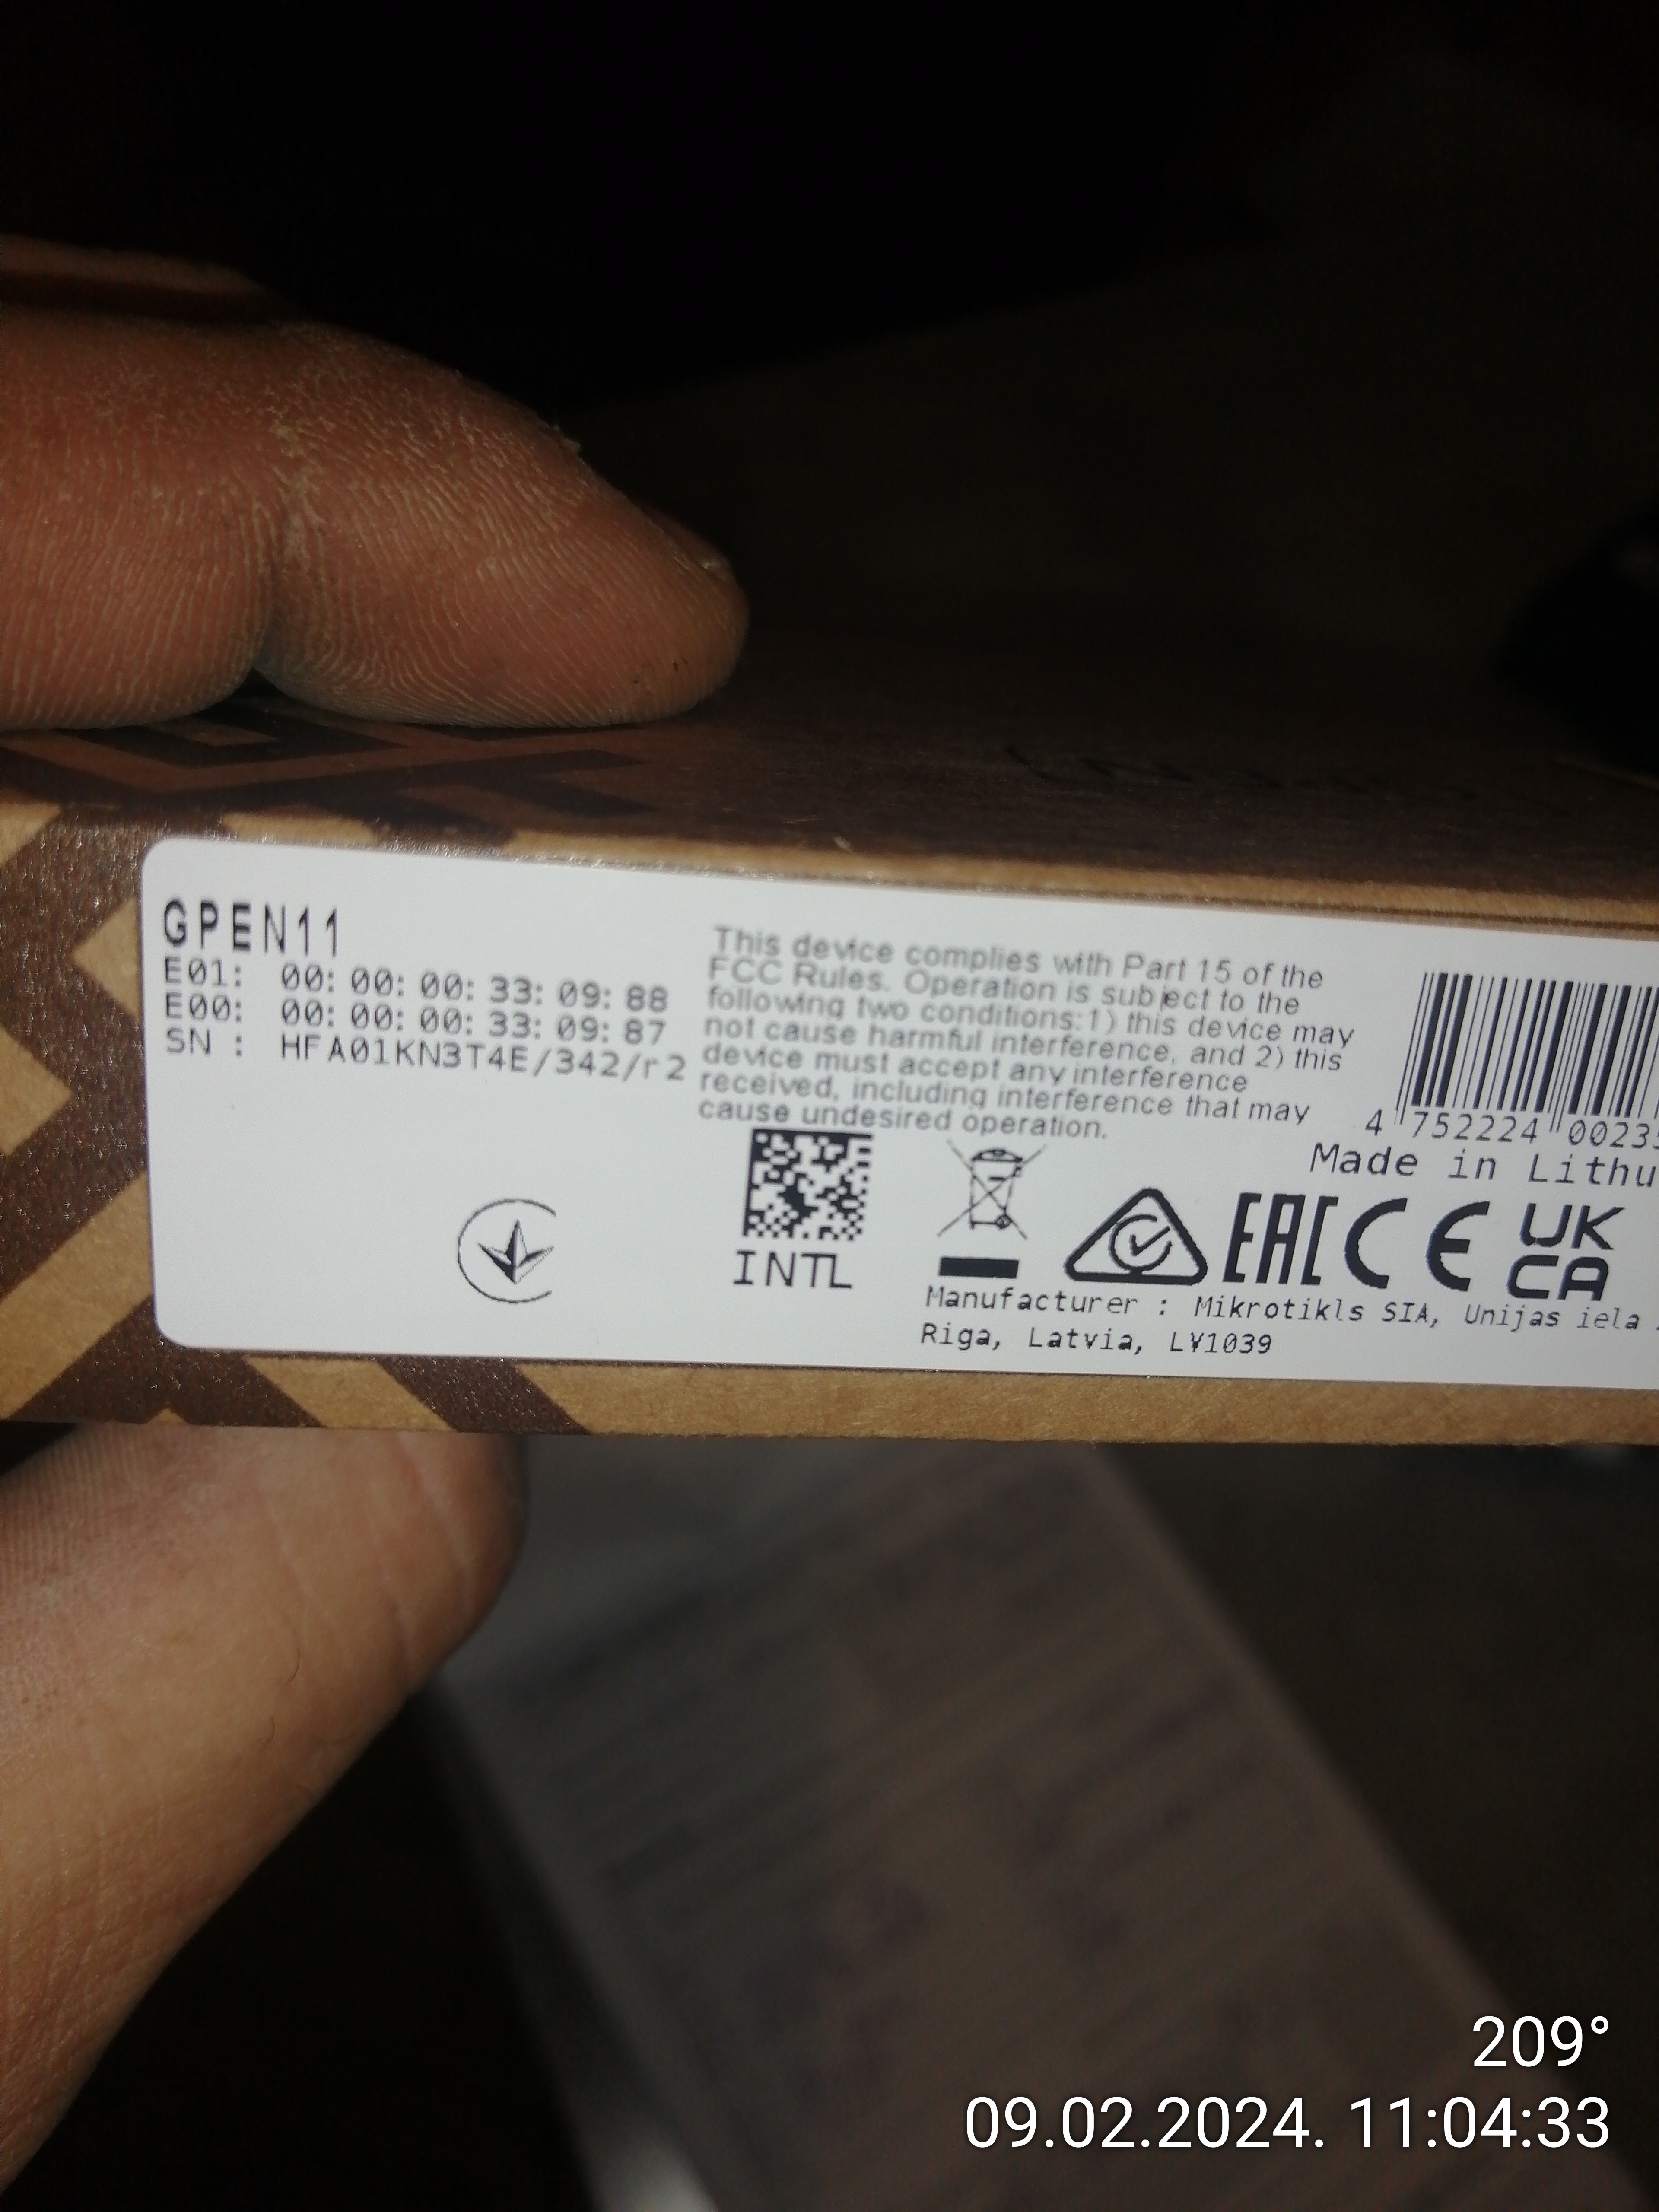 GPEN11
E01: 00:00:00:33:09:88
E00: 00:00:00:33:09:87
SN : HFA01KN3T4E/342/r2
This device complies with Part 15 of the
FCC Rules. Operation is subject to the
following two conditions:1) this device may
not cause harmful interference, and 2) this
device must accept any interference
received, including interference that may
cause undesired operation.
4 752224 0023
Made in Lithu
INTL
EAC CE UK
CA
Manufacturer : Mikrotikls SIA, Unijas iela
Riga, Latvia, LV1039
209°
09.02.2024. 11:04:33